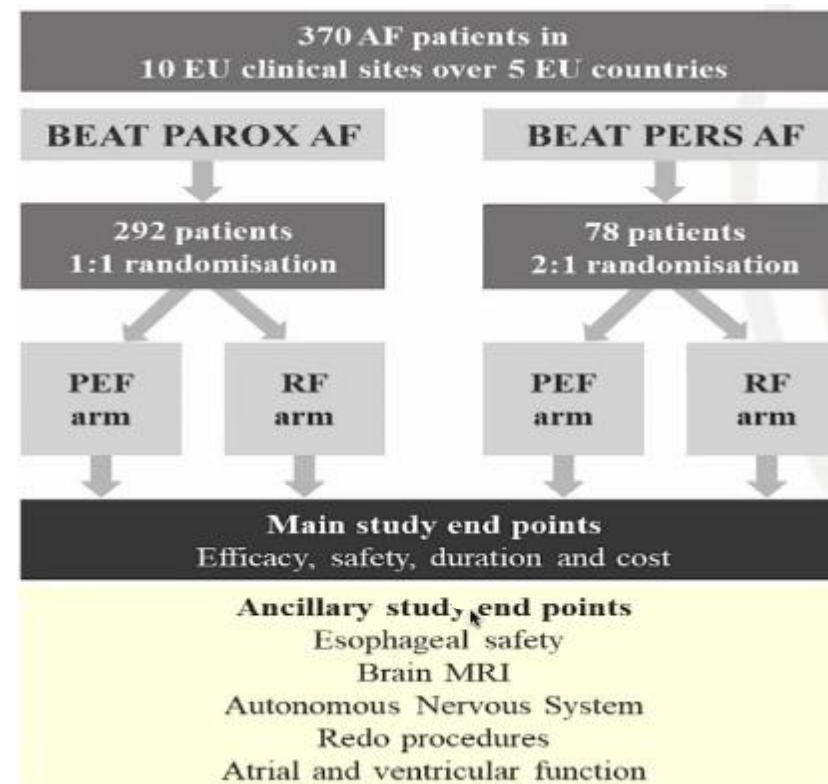 370 AF patients in
10 EU clinical sites over 5 EU countries
BEAT PAROX AF
BEAT PERS AF
292 patients
1:1 randomisation
78 patients
2:1 randomisation
PEF
arm
RF
arm
PEF
arm
RF
arm
Main study end points
Efficacy, safety, duration and cost
Ancillary study end points
Esophageal safety
Brain MRI
Autonomous Nervous System
Redo procedures
Atrial and ventricular function